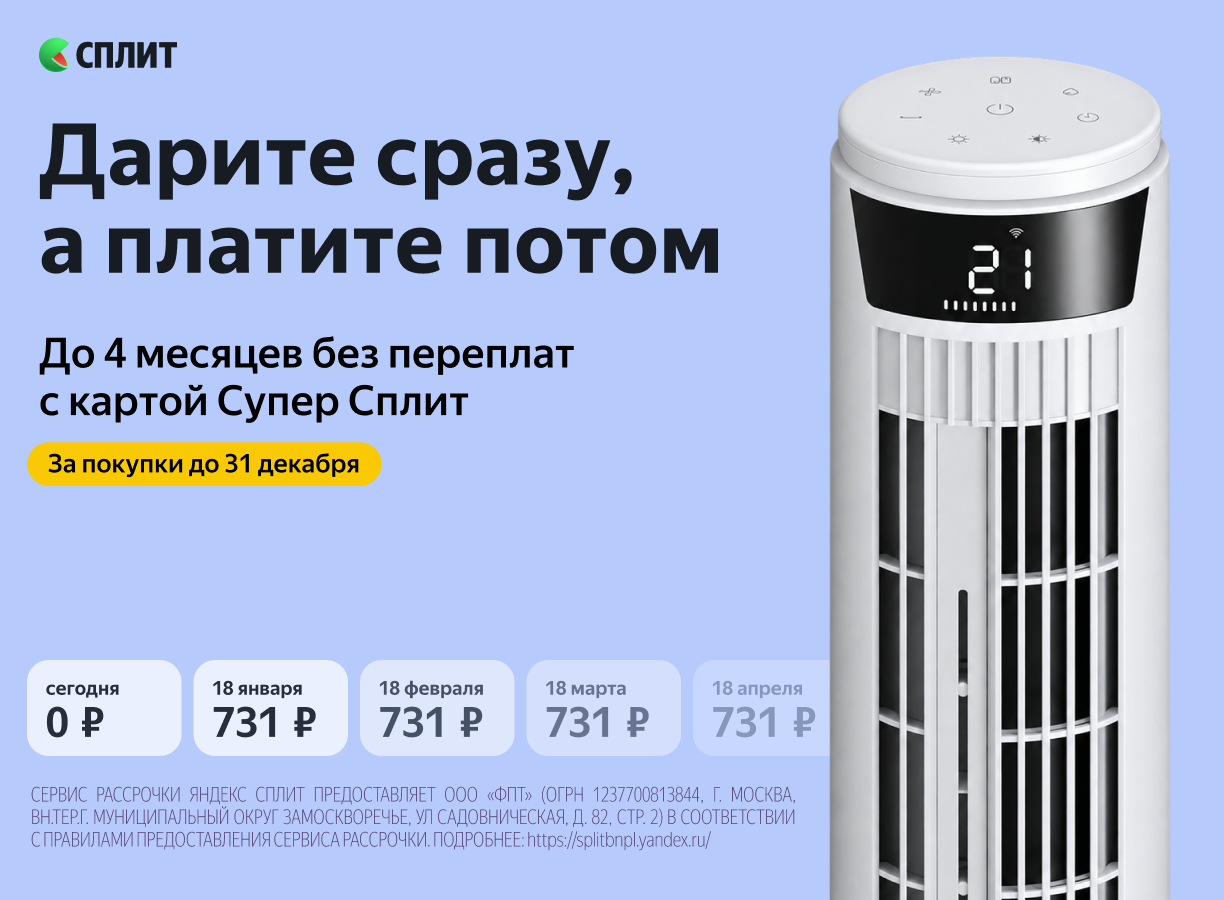 СПЛИТ
Дарите сразу,
а платите потом
До 4 месяцев без переплат
с картой Супер Сплит
За покупки до 31 декабря
21
сегодня
0 ₽
18 января
731 ₽
18 февраля
731 ₽
18 марта
731 ₽
18 апреля
731 ₽
СЕРВИС РАССРОЧКИ ЯНДЕКС СПЛИТ ПРЕДОСТАВЛЯЕТ ООО «ФПТ» (ОГРН 1237700813844, Г. МОСКВА,
ВН.ТЕР.Г. МУНИЦИПАЛЬНЫЙ ОКРУГ ЗАМОСКВОРЕЧЬЕ, УЛ САДОВНИЧЕСКАЯ, Д. 82, СТР. 2) В СООТВЕТСТВИИ
С ПРАВИЛАМИ ПРЕДОСТАВЛЕНИЯ СЕРВИСА РАССРОЧКИ. ПОДРОБНЕЕ: https://splitbnpl.yandex.ru/